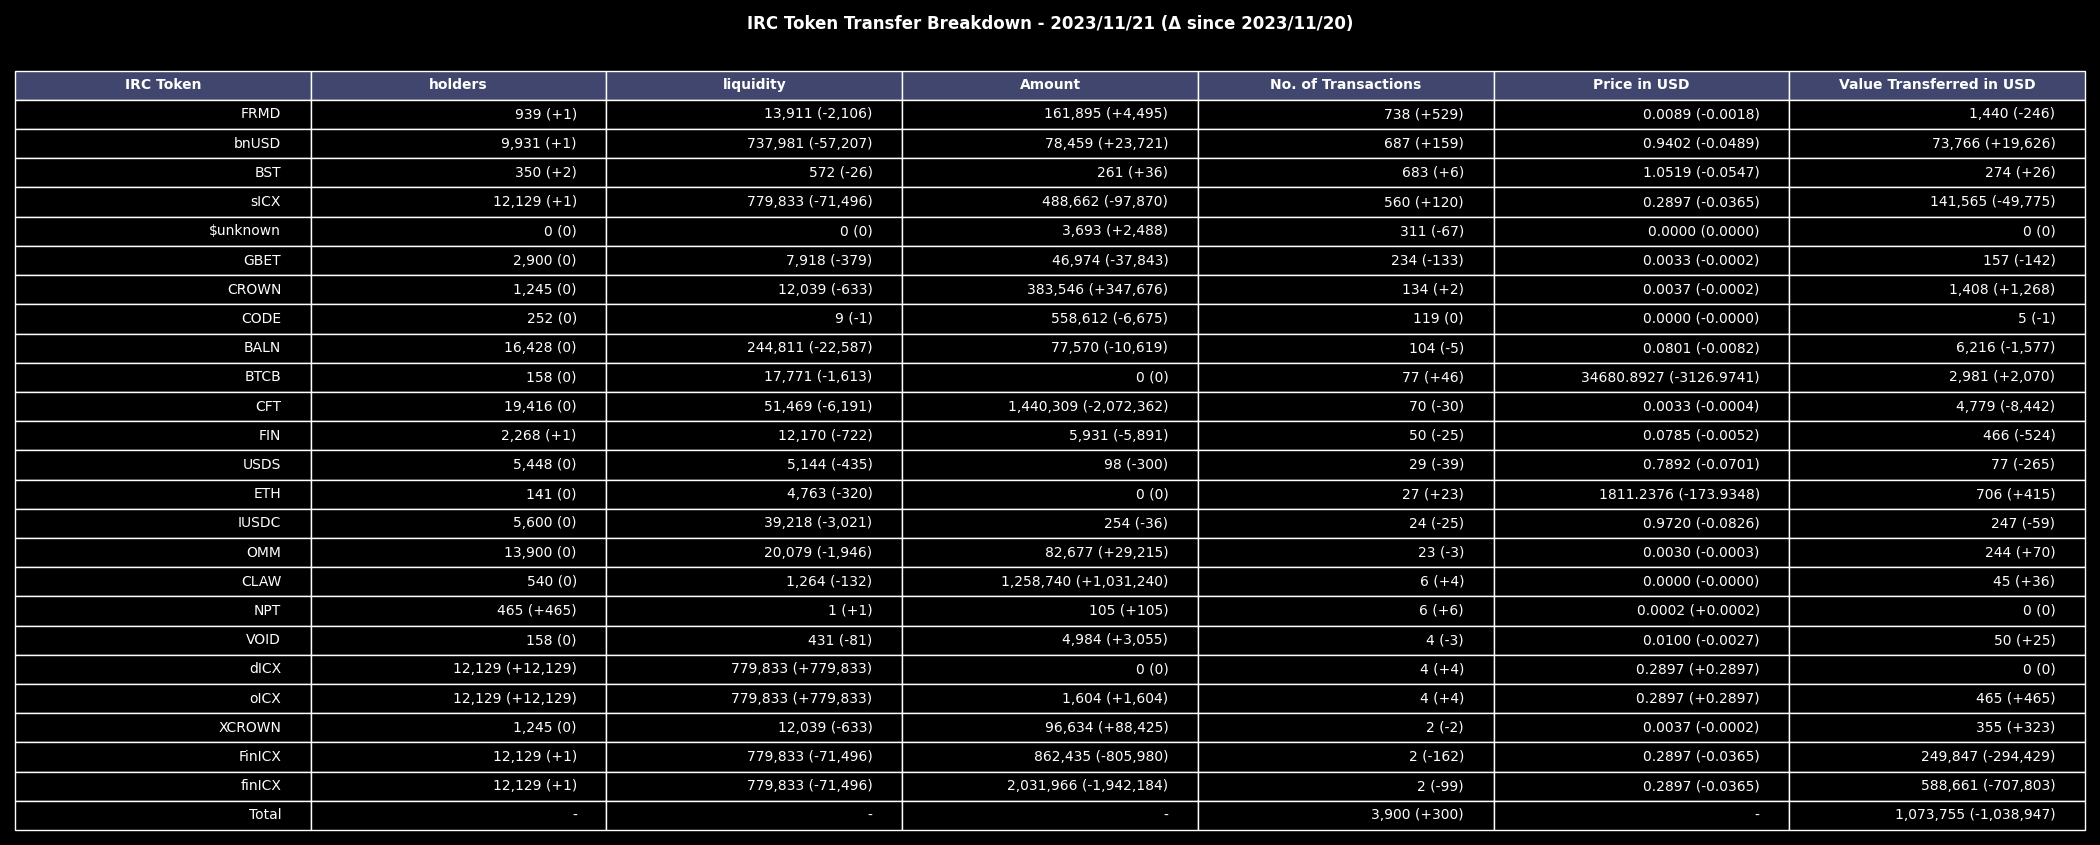 IRC Token Transfer Breakdown - 2023/11/21 (Δ since 2023/11/20)
IRC Token holders liquidity Amount No. of Transactions Price in USD Value Transferred in USD
FRMD 939 (+1) 13,911 (-2,106) 161,895 (+4,495) 738 (+529) 0.0089 (-0.0018) 1,440 (-246)
bnUSD 9,931 (+1) 737,981 (-57,207) 78,459 (+23,721) 687 (+159) 0.9402 (-0.0489) 73,766 (+19,626)
BST 350 (+2) 572 (-26) 261 (+36) 683 (+6) 1.0519 (-0.0547) 274 (+26)
sICX 12,129 (+1) 779,833 (-71,496) 488,662 (-97,870) 560 (+120) 0.2897 (-0.0365) 141,565 (-49,775)
$unknown 0 (0) 0 (0) 3,693 (+2,488) 311 (-67) 0.0000 (0.0000) 0 (0)
GBET 2,900 (0) 7,918 (-379) 46,974 (-37,843) 234 (-133) 0.0033 (-0.0002) 157 (-142)
CROWN 1,245 (0) 12,039 (-633) 383,546 (+347,676) 134 (+2) 0.0037 (-0.0002) 1,408 (+1,268)
CODE 252 (0) 9 (-1) 558,612 (-6,675) 119 (0) 0.0000 (-0.0000) 5 (-1)
BALN 16,428 (0) 244,811 (-22,587) 77,570 (-10,619) 104 (-5) 0.0801 (-0.0082) 6,216 (-1,577)
BTCB 158 (0) 17,771 (-1,613) 0 (0) 77 (+46) 34680.8927 (-3126.9741) 2,981 (+2,070)
CFT 19,416 (0) 51,469 (-6,191) 1,440,309 (-2,072,362) 70 (-30) 0.0033 (-0.0004) 4,779 (-8,442)
FIN 2,268 (+1) 12,170 (-722) 5,931 (-5,891) 50 (-25) 0.0785 (-0.0052) 466 (-524)
USDS 5,448 (0) 5,144 (-435) 98 (-300) 29 (-39) 0.7892 (-0.0701) 77 (-265)
ETH 141 (0) 4,763 (-320) 0 (0) 27 (+23) 1811.2376 (-173.9348) 706 (+415)
IUSDC 5,600 (0) 39,218 (-3,021) 254 (-36) 24 (-25) 0.9720 (-0.0826) 247 (-59)
OMM 13,900 (0) 20,079 (-1,946) 82,677 (+29,215) 23 (-3) 0.0030 (-0.0003) 244 (+70)
CLAW 540 (0) 1,264 (-132) 1,258,740 (+1,031,240) 6 (+4) 0.0000 (-0.0000) 45 (+36)
NPT 465 (+465) 1 (+1) 105 (+105) 6 (+6) 0.0002 (+0.0002) 0 (0)
VOID 158 (0) 431 (-81) 4,984 (+3,055) 4 (-3) 0.0100 (-0.0027) 50 (+25)
dICX 12,129 (+12,129) 779,833 (+779,833) 0 (0) 4 (+4) 0.2897 (+0.2897) 0 (0)
oICX 12,129 (+12,129) 779,833 (+779,833) 1,604 (+1,604) 4 (+4) 0.2897 (+0.2897) 465 (+465)
XCROWN 1,245 (0) 12,039 (-633) 96,634 (+88,425) 2 (-2) 0.0037 (-0.0002) 355 (+323)
FinICX 12,129 (+1) 779,833 (-71,496) 862,435 (-805,980) 2 (-162) 0.2897 (-0.0365) 249,847 (-294,429)
finICX 12,129 (+1) 779,833 (-71,496) 2,031,966 (-1,942,184) 2 (-99) 0.2897 (-0.0365) 588,661 (-707,803)
Total - - - 3,900 (+300) - 1,073,755 (-1,038,947)